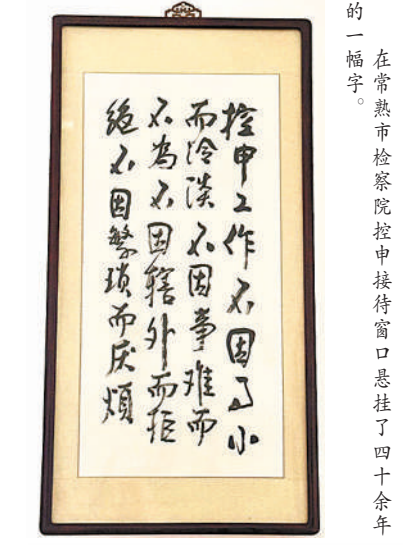 在常熟市检察院控申接待窗口悬挂了四十余年
的一幅字。
控申工作不因事小
而冷淡不因事难而
不为不因辖外而拒
绝不因繁琐而厌烦